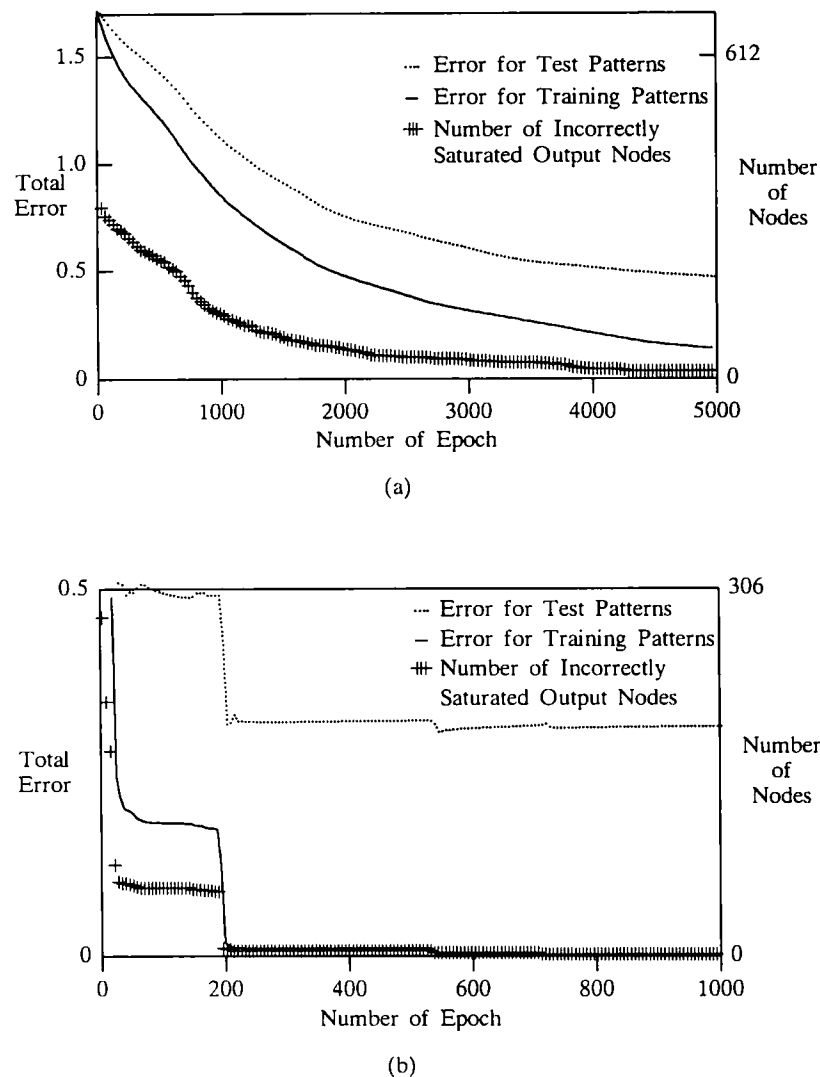 1.5
1.0
Total
Error
0.5
0
Error for Test Patterns
Error for Training Patterns
Number of Incorrectly
Saturated Output Nodes
612
Number
of
Nodes
0
0 1000 2000 3000 4000 5000
Number of Epoch
(a)
0.5
Total
Error
0
Error for Test Patterns
Error for Training Patterns
Number of Incorrectly
Saturated Output Nodes
306
Number
of
Nodes
0
0 200 400 600 800 1000
Number of Epoch
(b)